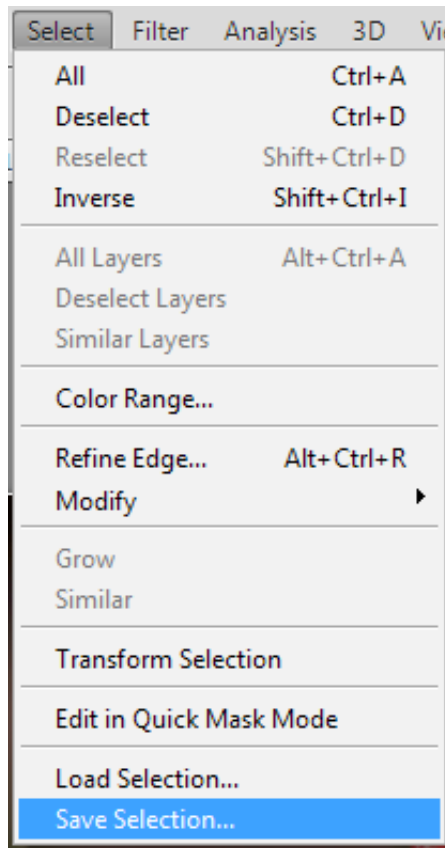 Select Filter Analysis 3D Vi
All Ctrl+A
Deselect Ctrl+D
Reselect Shift+Ctrl+D
Inverse Shift+Ctrl+I
All Layers Alt+Ctrl+A
Deselect Layers
Similar Layers
Color Range...
Refine Edge... Alt+Ctrl+R
Modify
Grow
Similar
Transform Selection
Edit in Quick Mask Mode
Load Selection...
Save Selection...